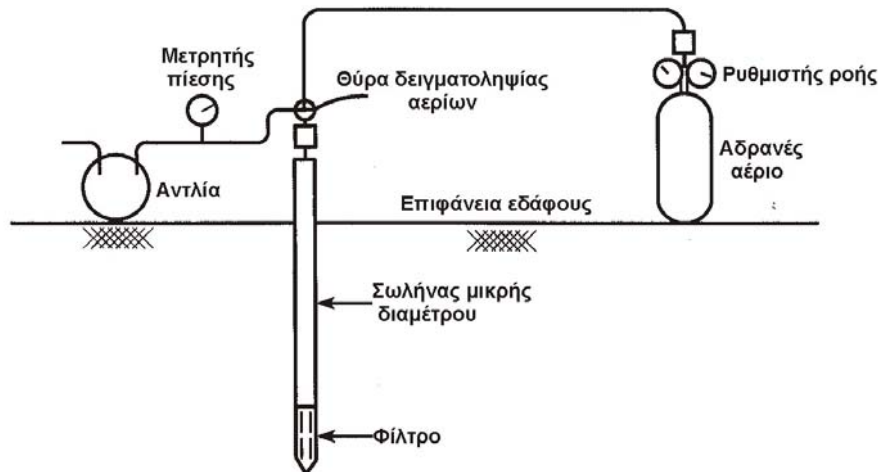 Μετρητής
πίεσης
Θύρα δειγματοληψίας
αερίων
Ρυθμιστής ροής
Αντλία
Αδρανές
αέριο
Επιφάνεια εδάφους
Σωλήνας μικρής
διαμέτρου
Φίλτρο